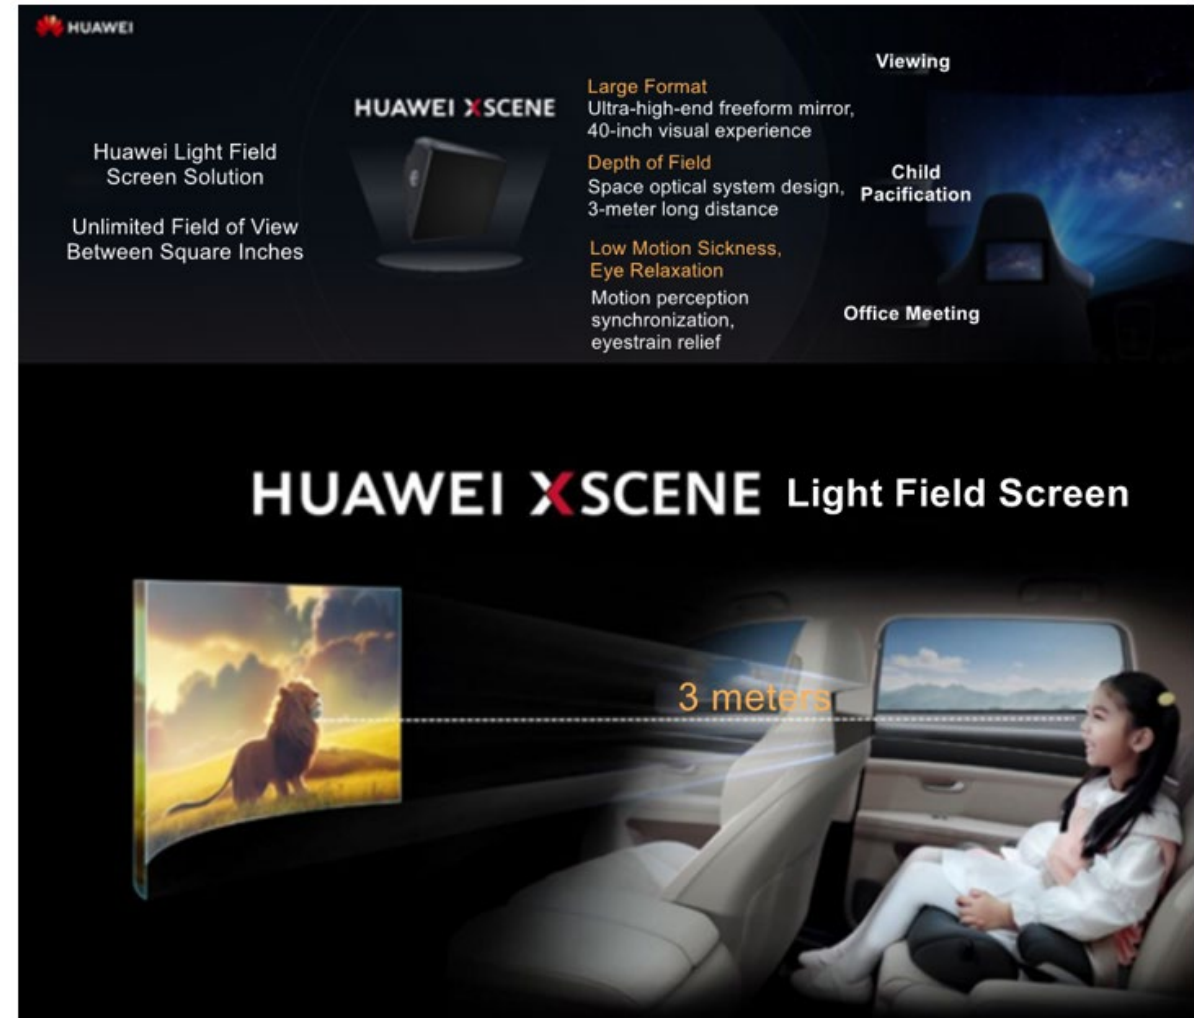 HUAWEI
Huawei Light Field
Screen Solution
Unlimited Field of View
Between Square Inches
HUAWEI XSCENE
Large Format
Ultra-high-end freeform mirror,
40-inch visual experience
Depth of Field
Space optical system design,
3-meter long distance
Low Motion Sickness,
Eye Relaxation
Motion perception
synchronization,
eyestrain relief
Viewing
Child
Pacification
Office Meeting
HUAWEI XSCENE Light Field Screen
3 meters